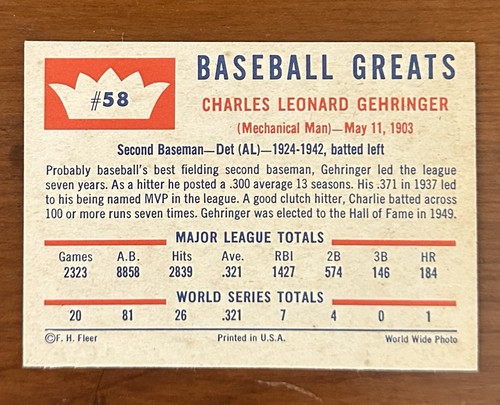 #58
BASEBALL GREATS
CHARLES LEONARD GEHRINGER
(Mechanical Man)—May 11, 1903
Second Baseman—Det (AL)—1924-1942, batted left
Probably baseball's best fielding second baseman, Gehringer led the league
seven years. As a hitter he posted a .300 average 13 seasons. His .371 in 1937 led
to his being named MVP in the league. A good clutch hitter, Charlie batted across
100 or more runs seven times. Gehringer was elected to the Hall of Fame in 1949.
MAJOR LEAGUE TOTALS
Games A.B. Hits Ave. RBI 2B 3B HR
2323 8858 2839 .321 1427 574 146 184
WORLD SERIES TOTALS
20 81 26 .321 7 4 0 1
©F. H. Fleer Printed in U.S.A. World Wide Photo